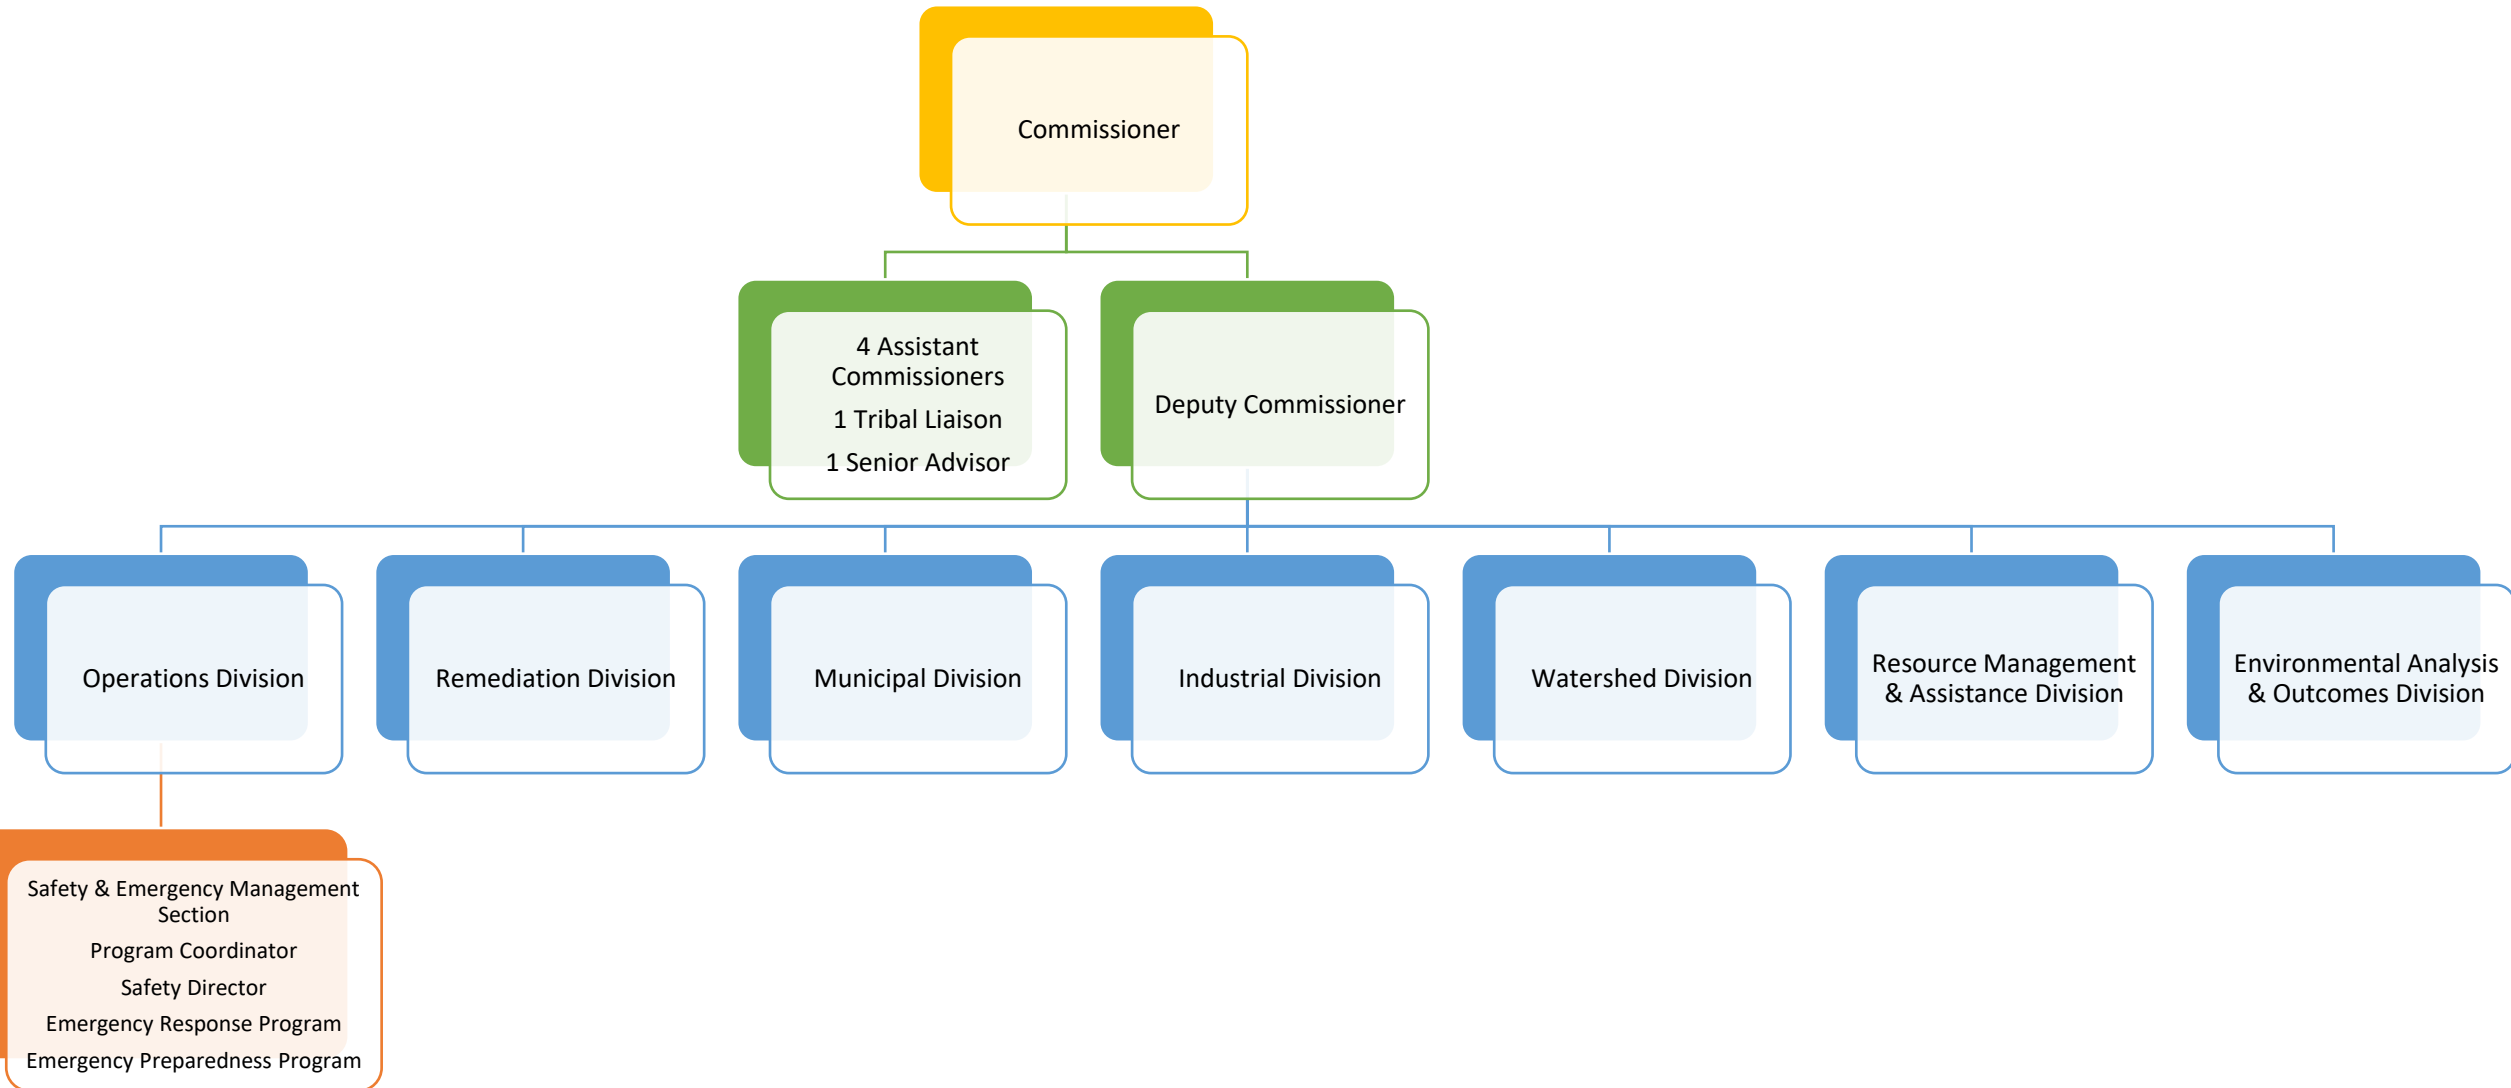 Commissioner
4 Assistant
Commissioners
1 Tribal Liaison
1 Senior Advisor
Deputy Commissioner
Operations Division
Remediation Division
Municipal Division
Industrial Division
Watershed Division
Resource Management
& Assistance Division
Environmental Analysis
& Outcomes Division
Safety & Emergency Management
Section
Program Coordinator
Safety Director
Emergency Response Program
Emergency Preparedness Program